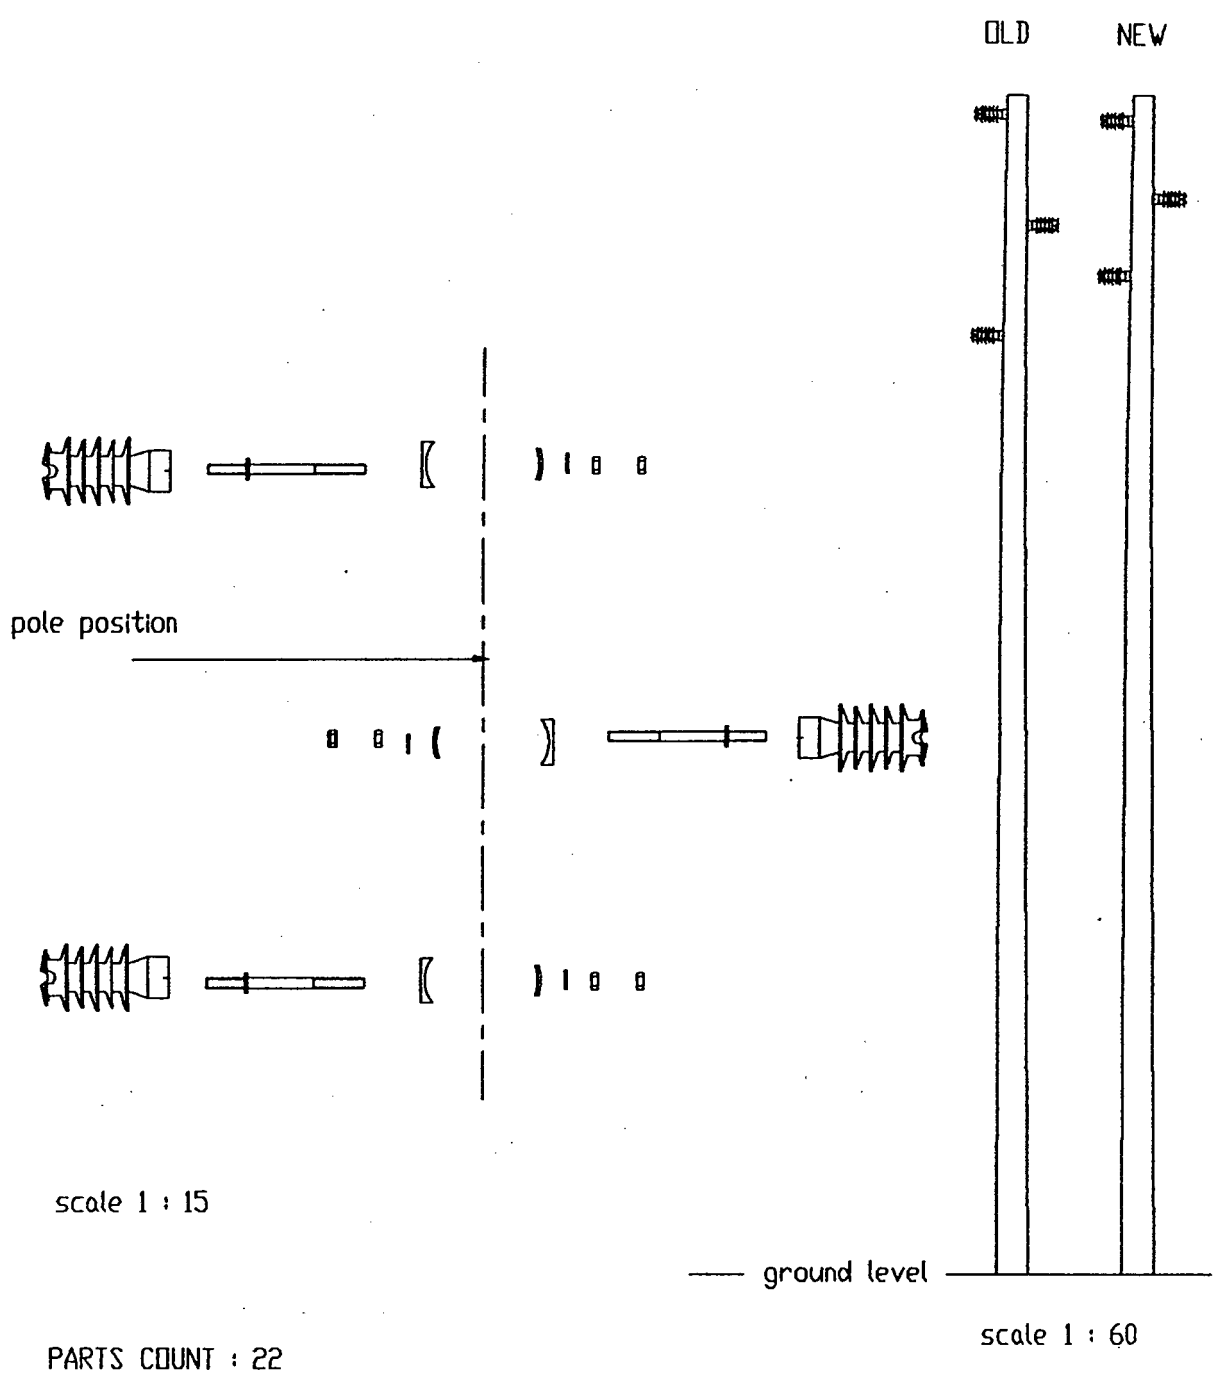 OLD
NEW
pole position
scale 1 : 15
ground level
scale 1 : 60
PARTS COUNT : 22